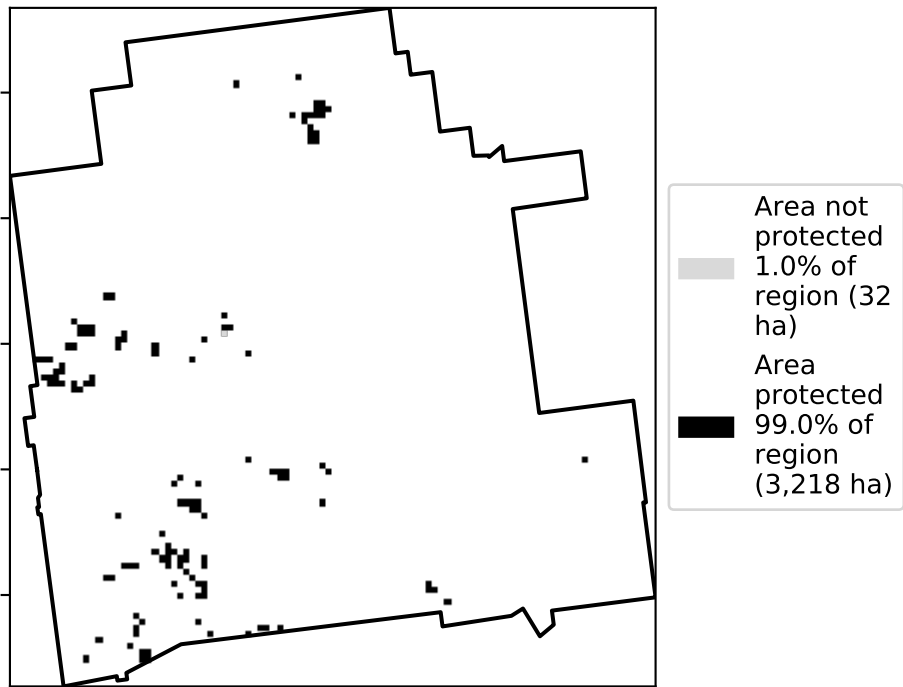 Area not
protected
1.0% of
region (32
ha)
Area
protected
99.0% of
region
(3,218 ha)